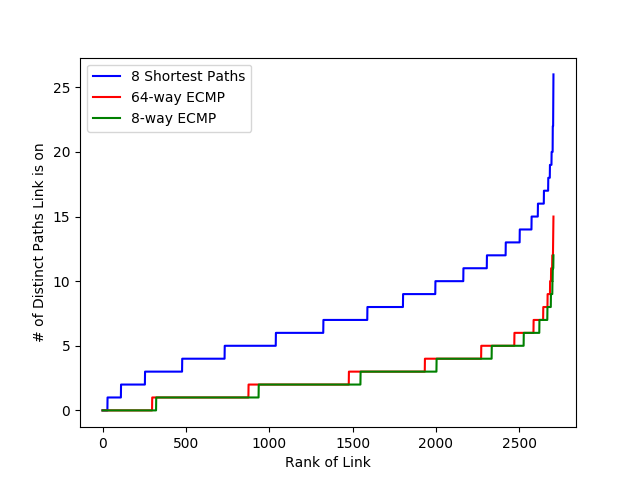 8 Shortest Paths
64-way ECMP
8-way ECMP
# of Distinct Paths Link is on
25
20
15
10
5
0
0 500 1000 1500 2000 2500
Rank of Link